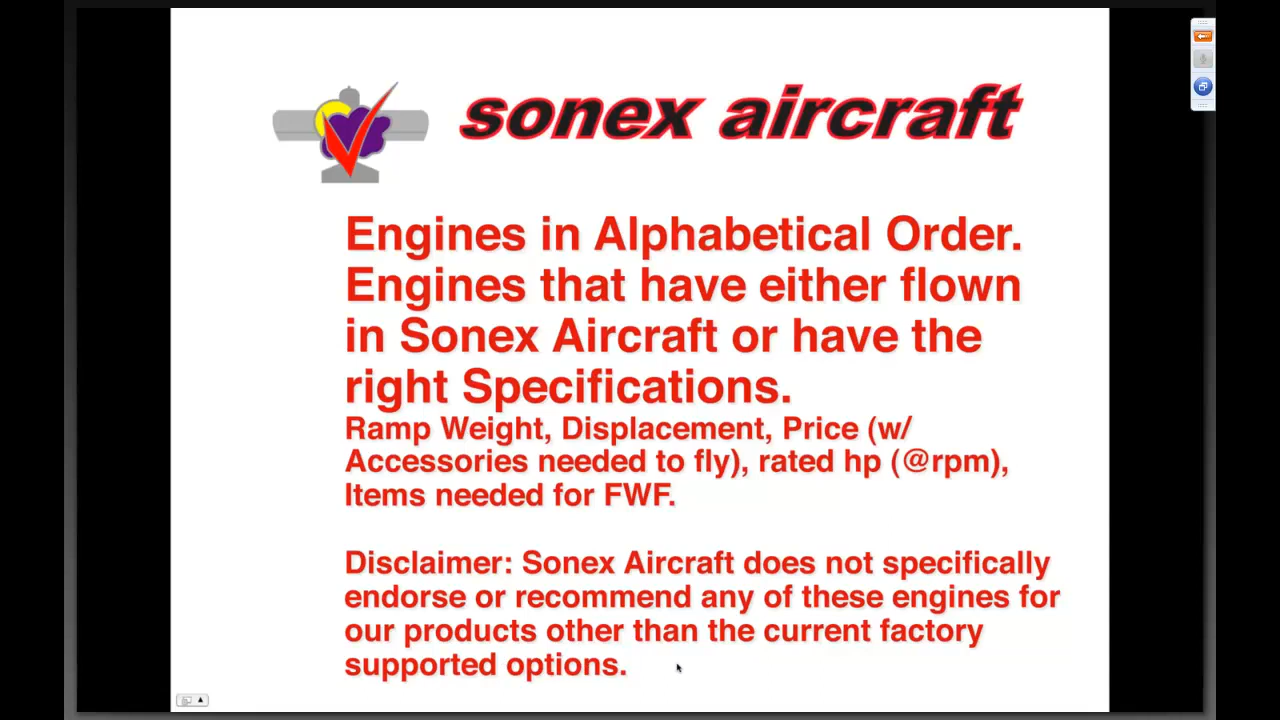 sonex aircraft
Engines in Alphabetical Order.
Engines that have either flown
in Sonex Aircraft or have the
right Specifications.
Ramp Weight, Displacement, Price (w/
Accessories needed to fly), rated hp (@rpm),
Items needed for FWF.
Disclaimer: Sonex Aircraft does not specifically
endorse or recommend any of these engines for
our products other than the current factory
supported options.